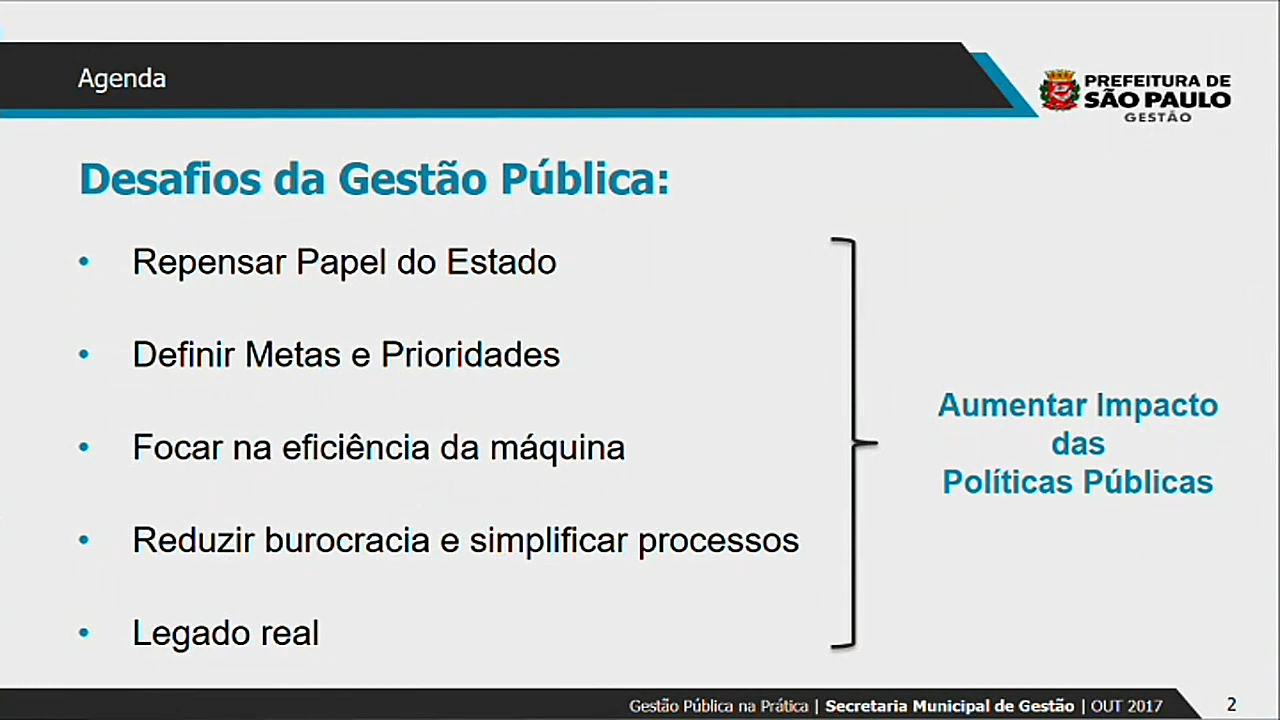 Agenda
PREFEITURA DE
SÃO PAULO
GESTÃO
Desafios da Gestão Pública:
• Repensar Papel do Estado
• Definir Metas e Prioridades
• Focar na eficiência da máquina
• Reduzir burocracia e simplificar processos
• Legado real
Aumentar Impacto
das
Políticas Públicas
Gestão Pública na Prática | Secretaria Municipal de Gestão | OUT 2017
2